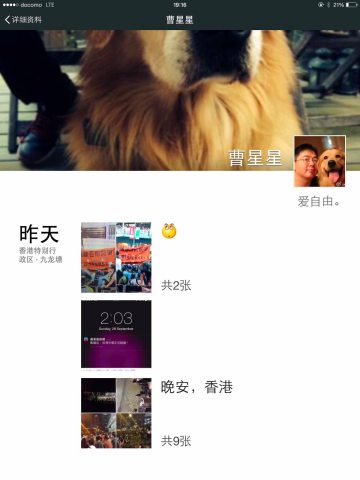 docomo LTE
19:16
21%
详细资料
曹星星
曹星星
爱自由。
昨天
香港特别行
政区·九龙塘
共2张
2:03
Sunday, 28 September
晚安，香港
共9张